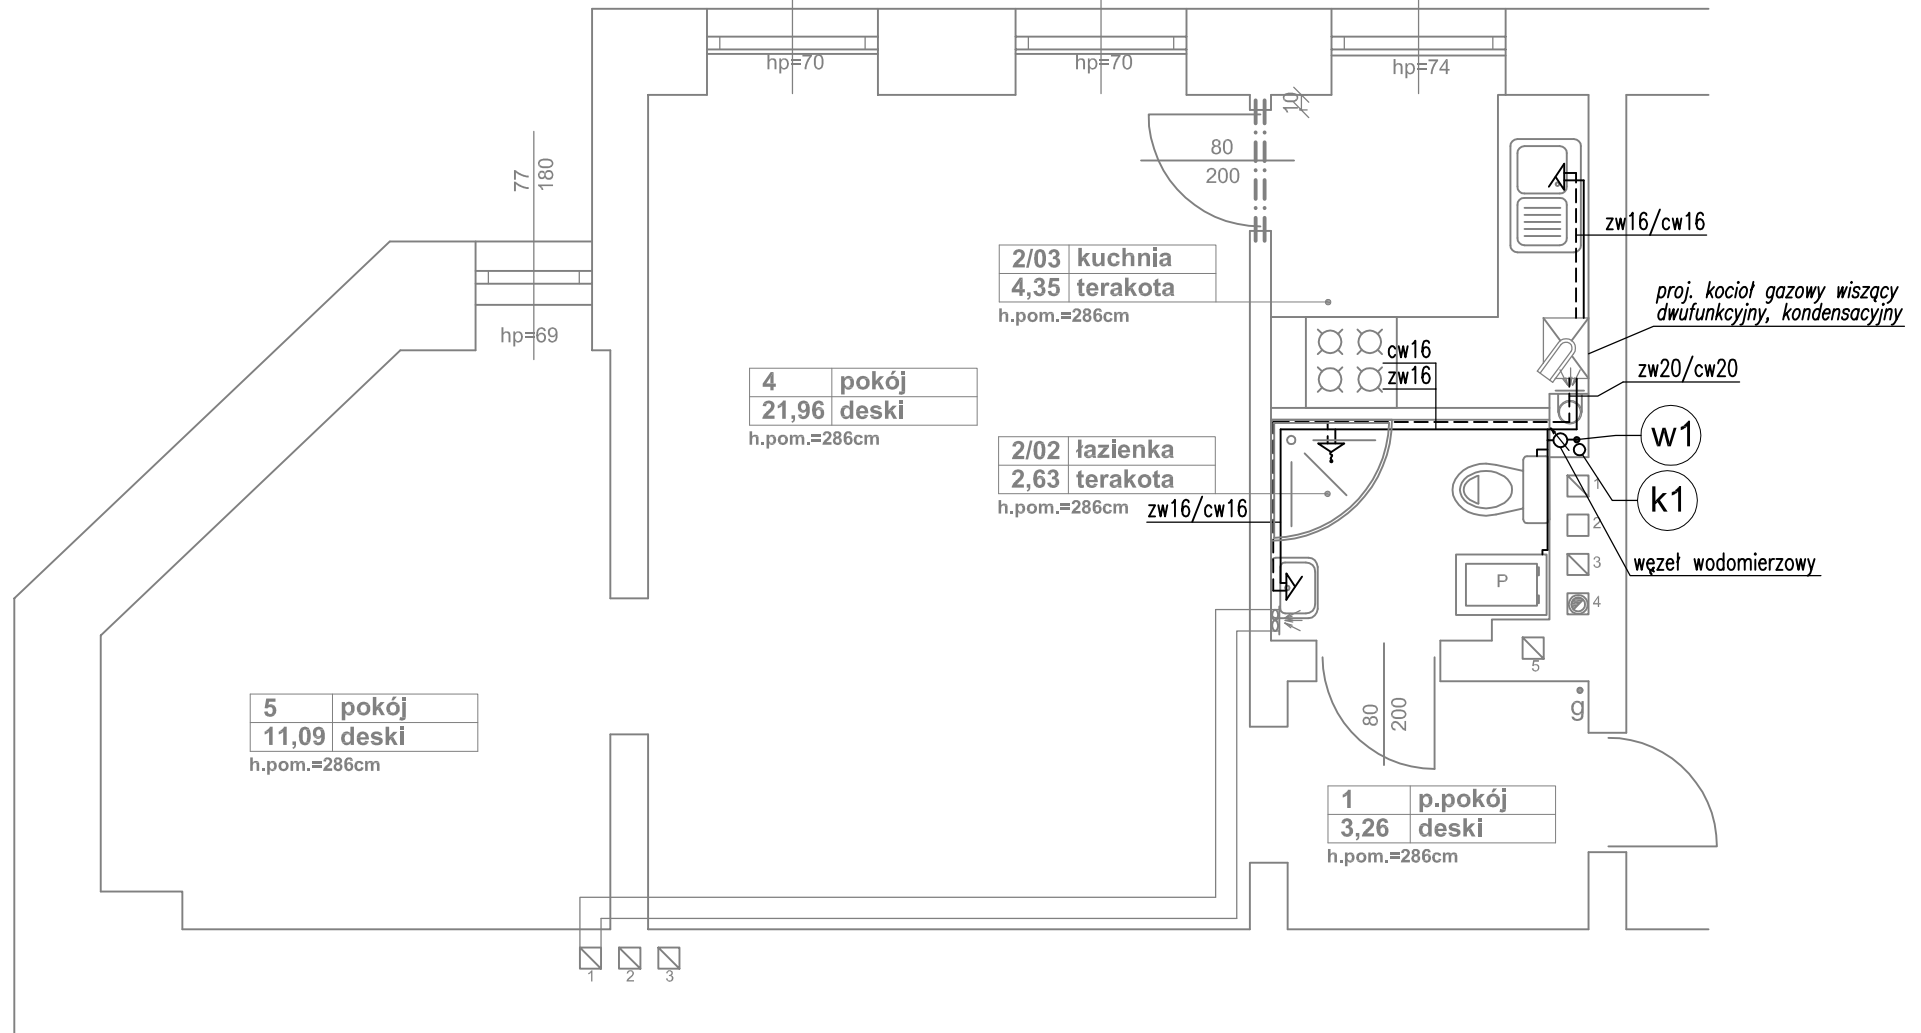 hp=70
hp=70
hp=74
10
80
200
77
180
hp=69
zw16/cw16
2/03 kuchnia
4,35 terakota
h.pom.=286cm
proj. kocioł gazowy wiszący
dwufunkcyjny, kondensacyjny
cw16
zw16
zw20/cw20
4 pokój
21,96 deski
h.pom.=286cm
2/02 łazienka
2,63 terakota
h.pom.=286cm
zw16/cw16
w1
k1
1
2
3
4
węzeł wodomierzowy
P
5
g
80
200
5 pokój
11,09 deski
h.pom.=286cm
1 p.pokój
3,26 deski
h.pom.=286cm
1
2
3